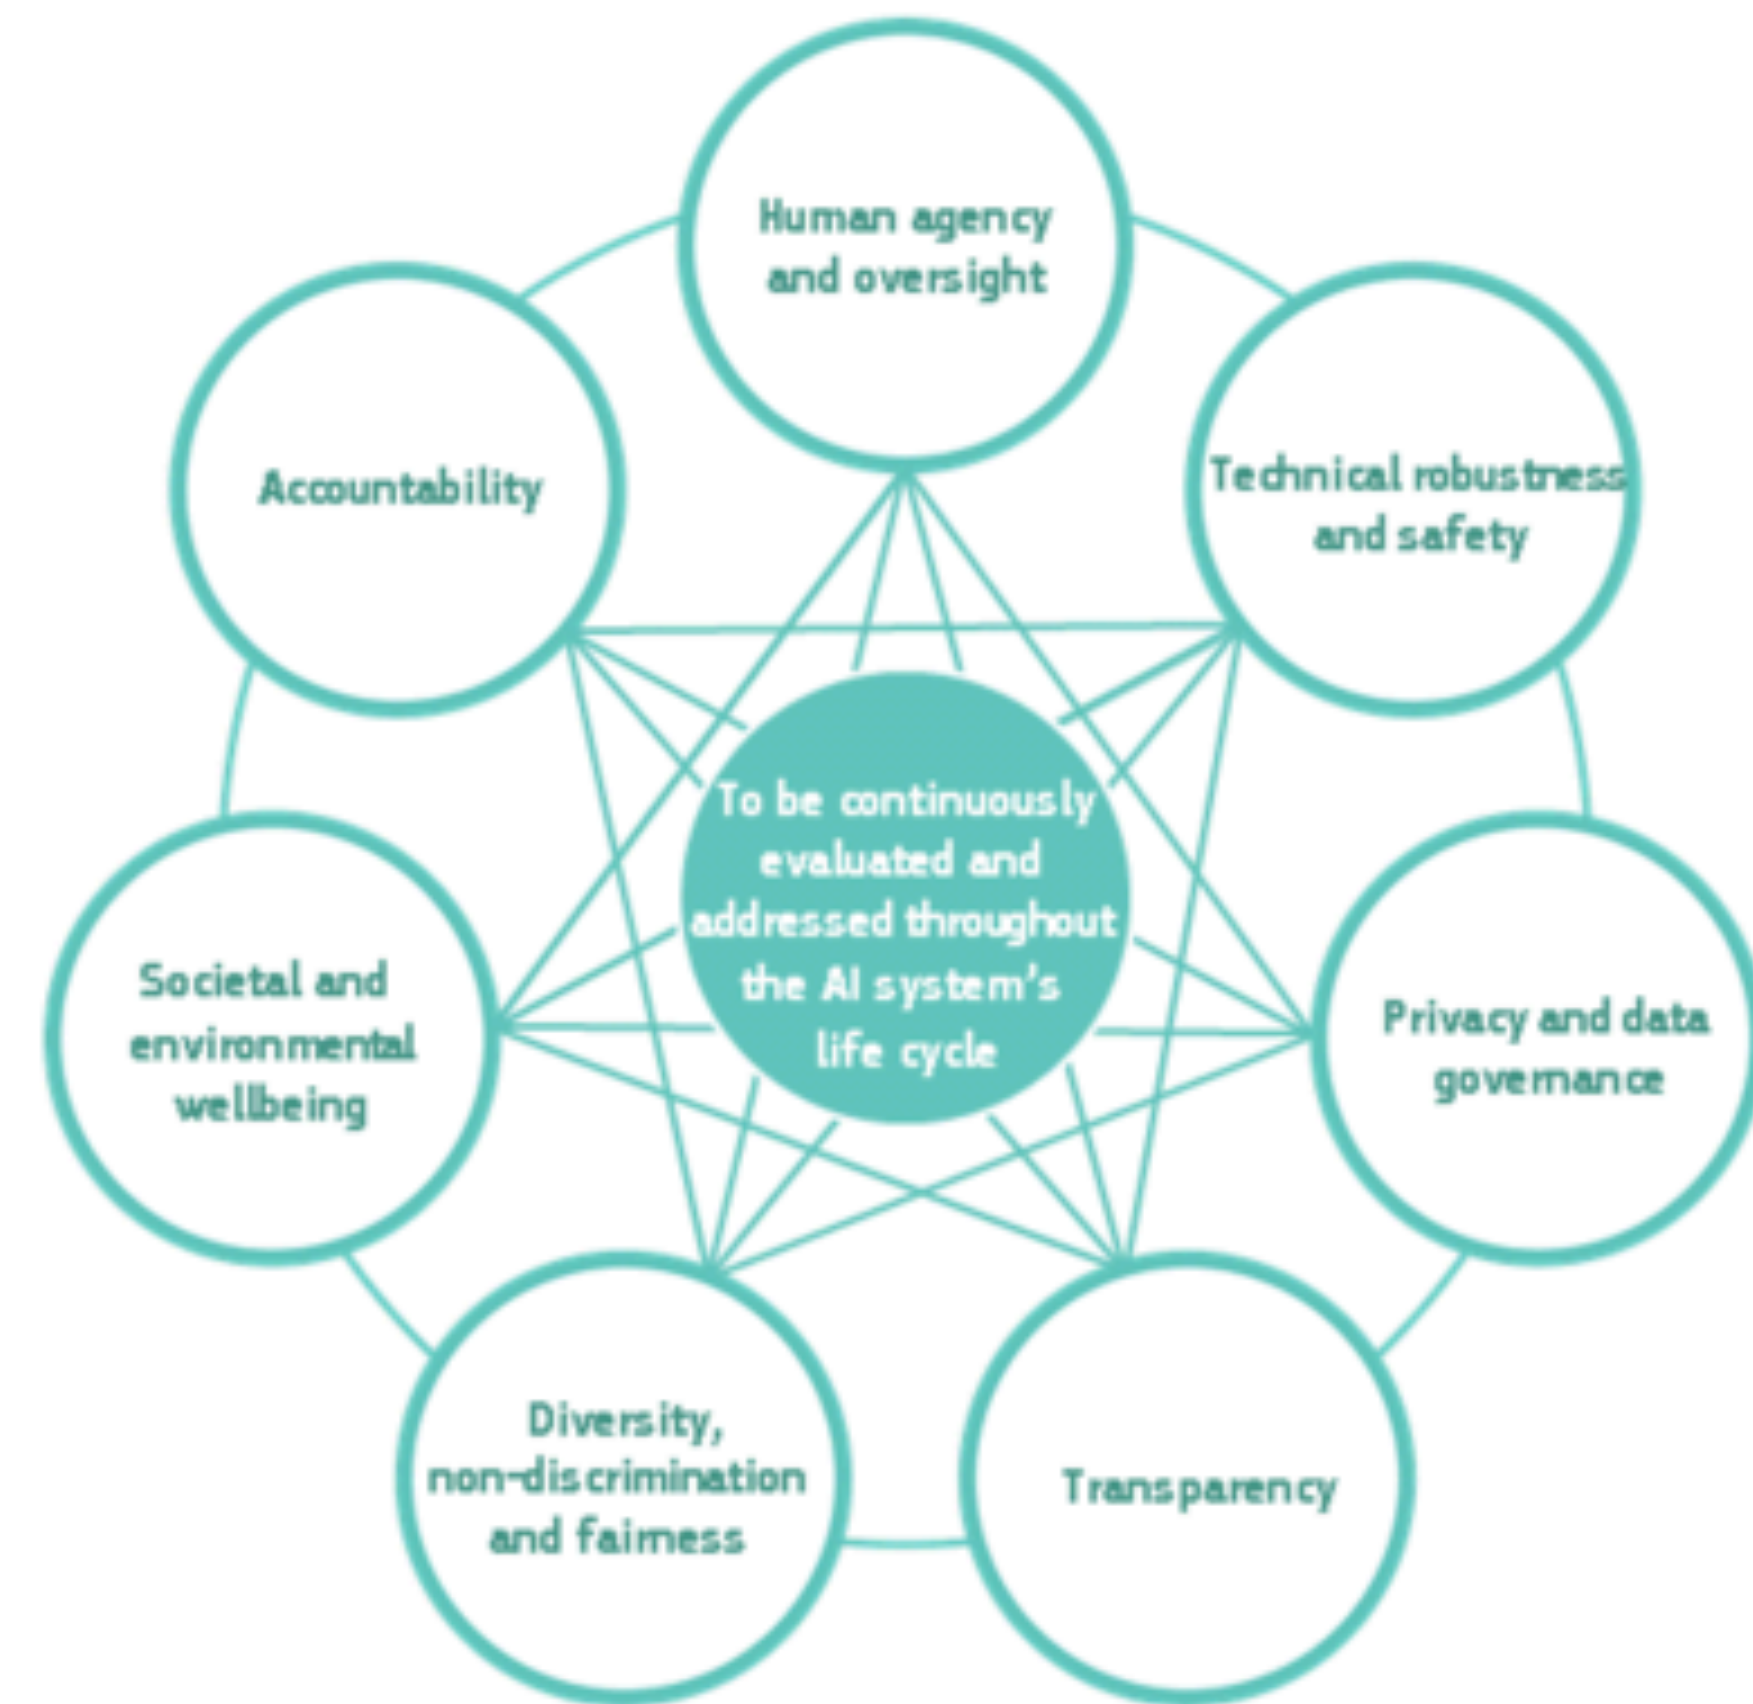 Human agency
and oversight
Technical robustness
and safety
Privacy and data
governance
Transparency
Diversity,
non-discrimination
and fairness
Societal and
environmental
wellbeing
Accountability
To be continuously
evaluated and
addressed throughout
the AI system's
life cycle